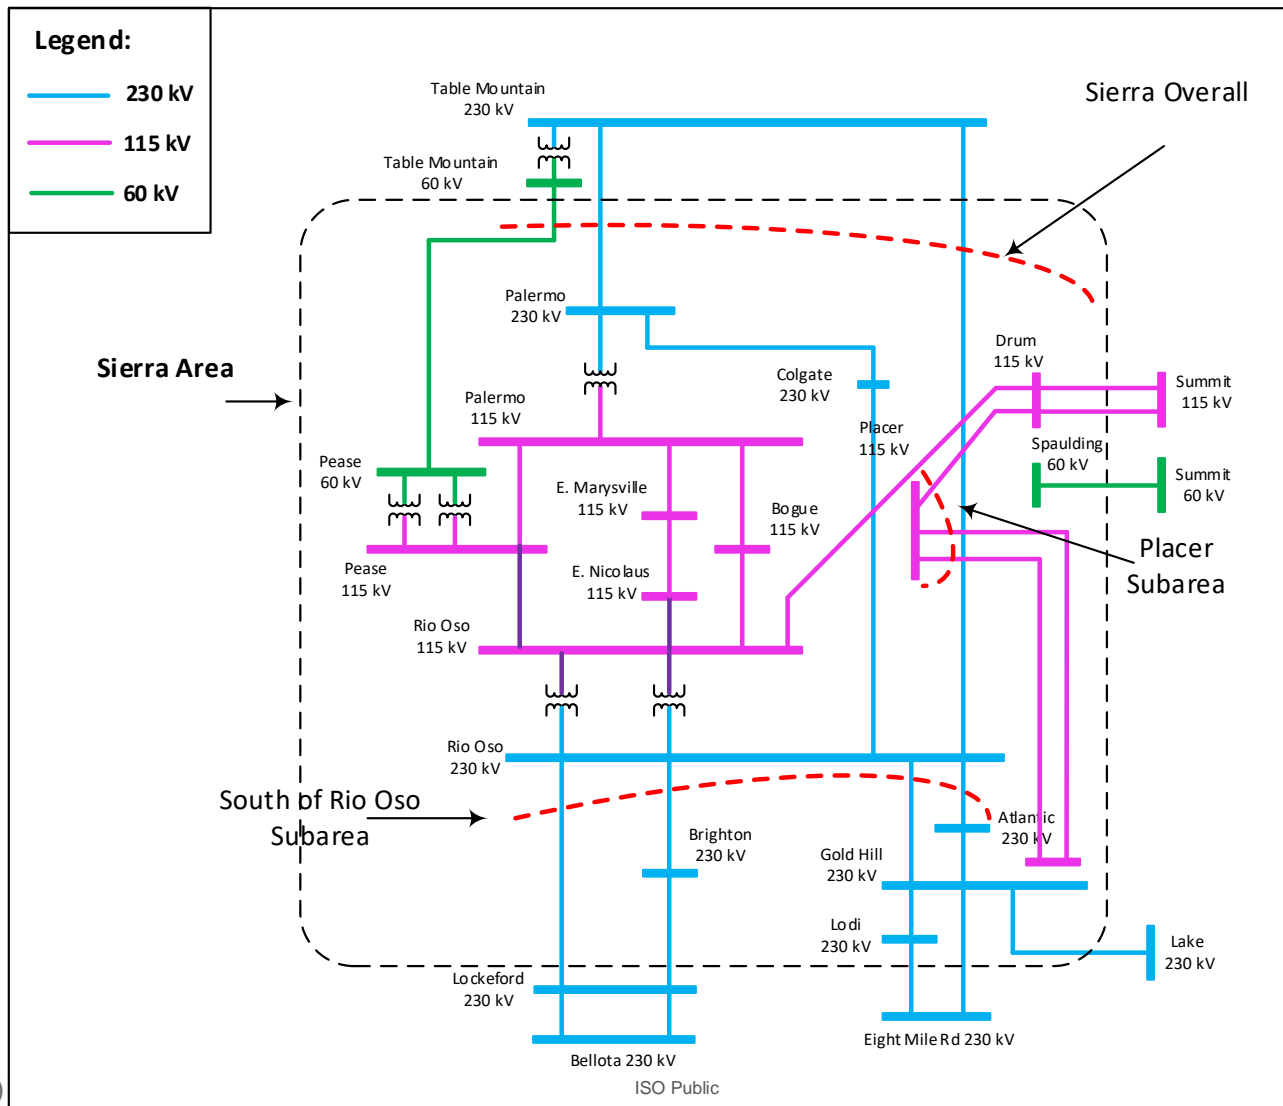 Legend:
230 kV
115 kV
60 kV
Table Mountain
230 kV
Sierra Overall
Table Mountain
60 kV
Palermo
230 kV
Sierra Area
Colgate
230 kV
Drum
115 kV
Summit
115 kV
Palermo
115 kV
Placer
115 kV
Pease
60 kV
Spaulding
60 kV
Summit
60 kV
E. Marysville
115 kV
Bogue
115 kV
Placer
Subarea
Pease
115 kV
E. Nicolaus
115 kV
Rio Oso
115 kV
Rio Oso
230 kV
South of Rio Oso
Subarea
Brighton
230 kV
Atlantic
230 kV
Gold Hill
230 kV
Lodi
230 kV
Lake
230 kV
Lockeford
230 kV
Bellota 230 kV
Eight Mile Rd 230 kV
ISO Public